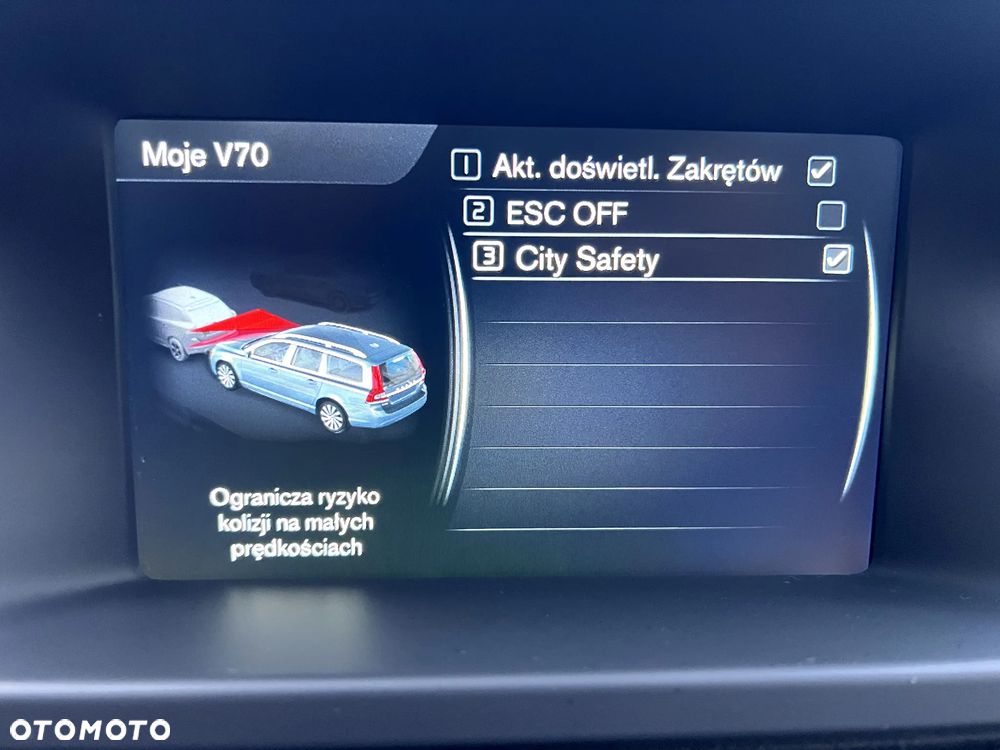 Moje V70
1 Akt. doświetl. Zakrętów
2 ESC OFF
3 City Safety
Ogranicza ryzyko
kolizji na małych
prędkościach
OTOMOTO